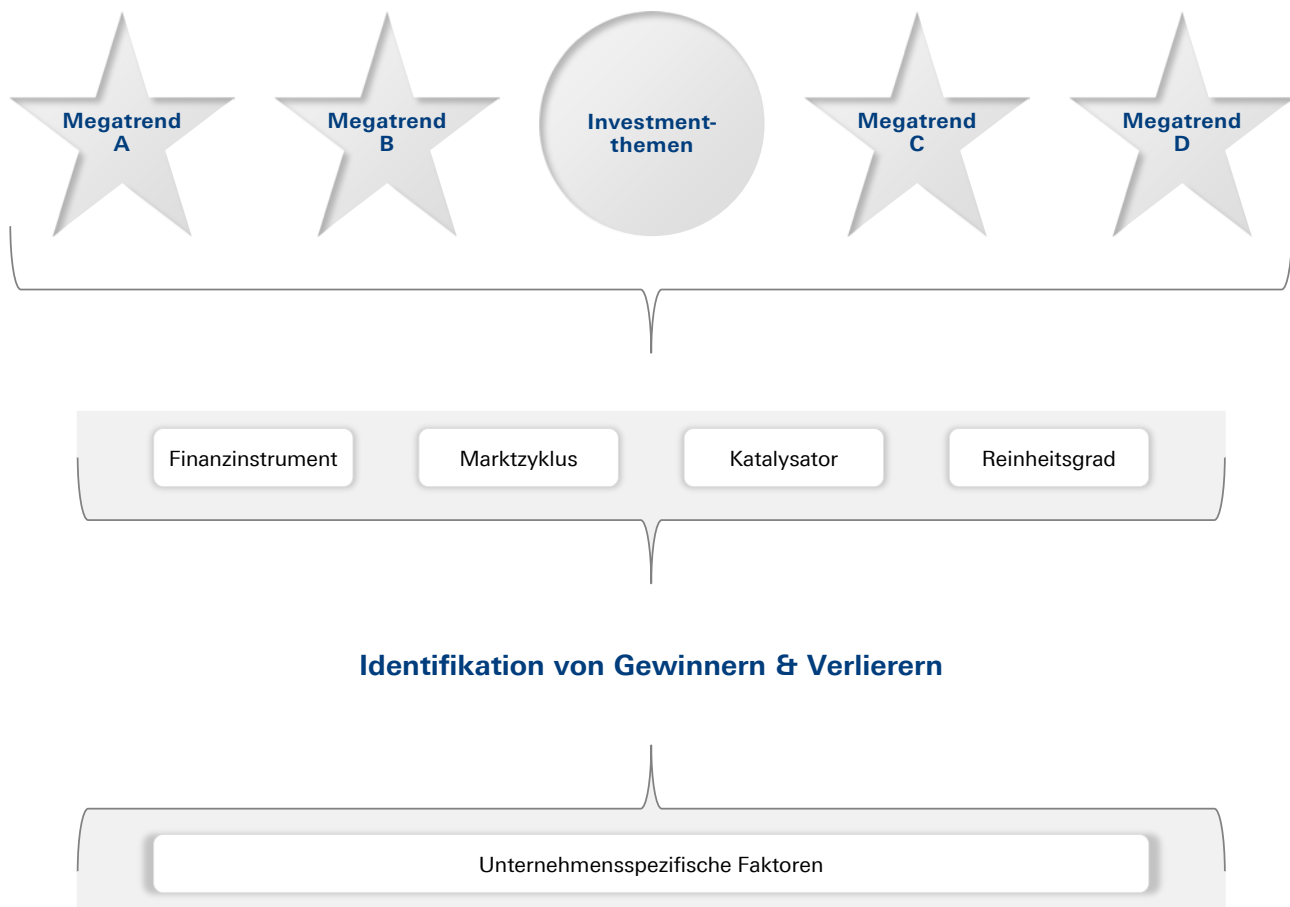 Megatrend
A
Megatrend
B
Investment-
themen
Megatrend
C
Megatrend
D
Finanzinstrument
Marktzyklus
Katalysator
Reinheitsgrad
Identifikation von Gewinnern & Verlierern
Unternehmensspezifische Faktoren